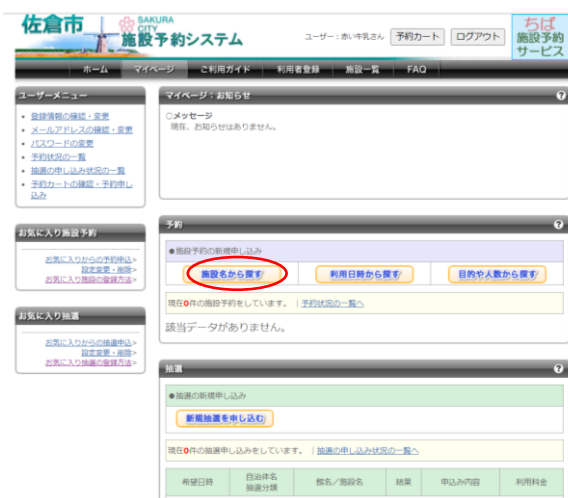 佐倉市
SAKURA
CITY
施設予約システム
ユーザー：赤い牛乳さん
予約カート
ログアウト
ちば
施設予約
サービス
ホーム マイページ ご利用ガイド 利用者登録 施設一覧 FAQ
ユーザーメニュー
・登録情報の確認・変更
・メールアドレスの確認・変更
・パスワードの変更
・予約状況の一覧
・抽選の申し込み状況の一覧
・予約カートの確認・予約申し
込み
お気に入り施設予約
お気に入りからの予約申込>
設定変更・削除>
お気に入り施設の登録方法>
お気に入り抽選
お気に入りからの抽選申込>
設定変更・削除>
お気に入り抽選の登録方法>
マイページ：お知らせ
?
○メッセージ
現在、お知らせはありません。
予約
?
●施設予約の新規申し込み
施設名から探す
利用日時から探す
目的や人数から探す
現在0件の施設予約をしています。 | 予約状況の一覧へ
該当データがありません。
抽選
?
●抽選の新規申し込み
新規抽選を申し込む
現在0件の抽選申し込みをしています。 | 抽選の申し込み状況の一覧へ
希望日時
自治体名
抽選分類
館名／施設名
結果
申込み内容
利用料金